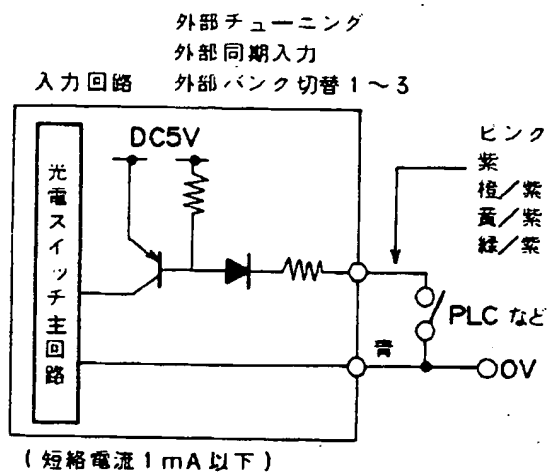 外部チューニング
外部同期入力
入力回路 外部バンク切替1~3
DC5V
光電スイッチ主回路
ピンク
紫
橙/紫
黄/紫
緑/紫
PLCなど
青
0V
(短絡電流1mA以下)